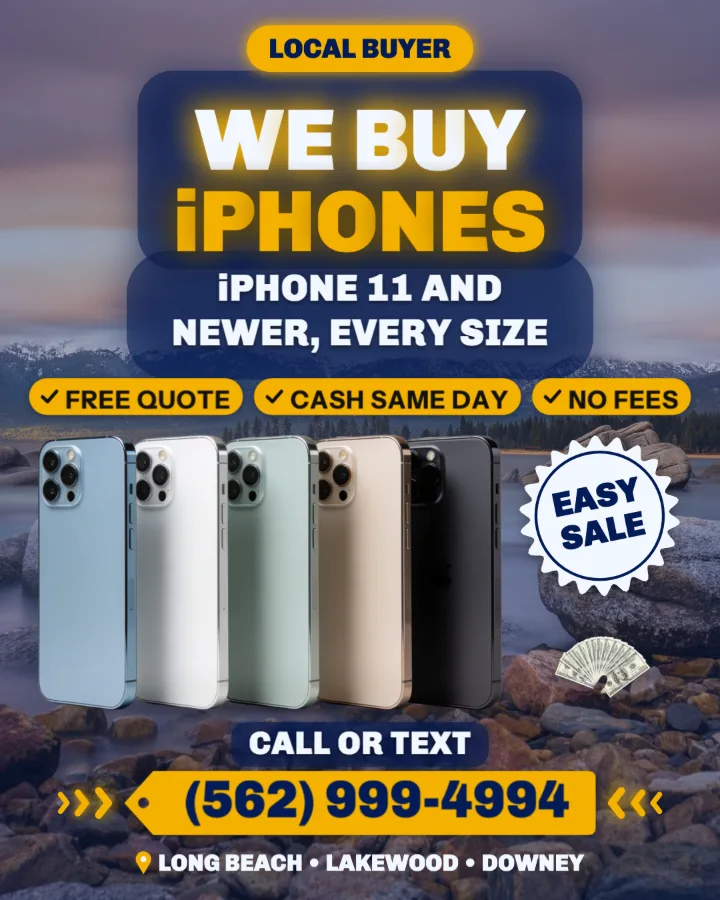 LOCAL BUYER
WE BUY
iPHONES
iPHONE 11 AND
NEWER, EVERY SIZE
✓ FREE QUOTE
✓ CASH SAME DAY
✓ NO FEES
EASY
SALE
CALL OR TEXT
(562) 999-4994
LONG BEACH • LAKEWOOD • DOWNEY